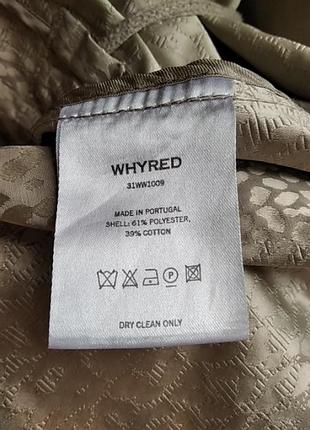 WHYRED
31WW1009
MADE IN PORTUGAL
SHELL: 61% POLYESTER,
39% COTTON
P
DRY CLEAN ONLY